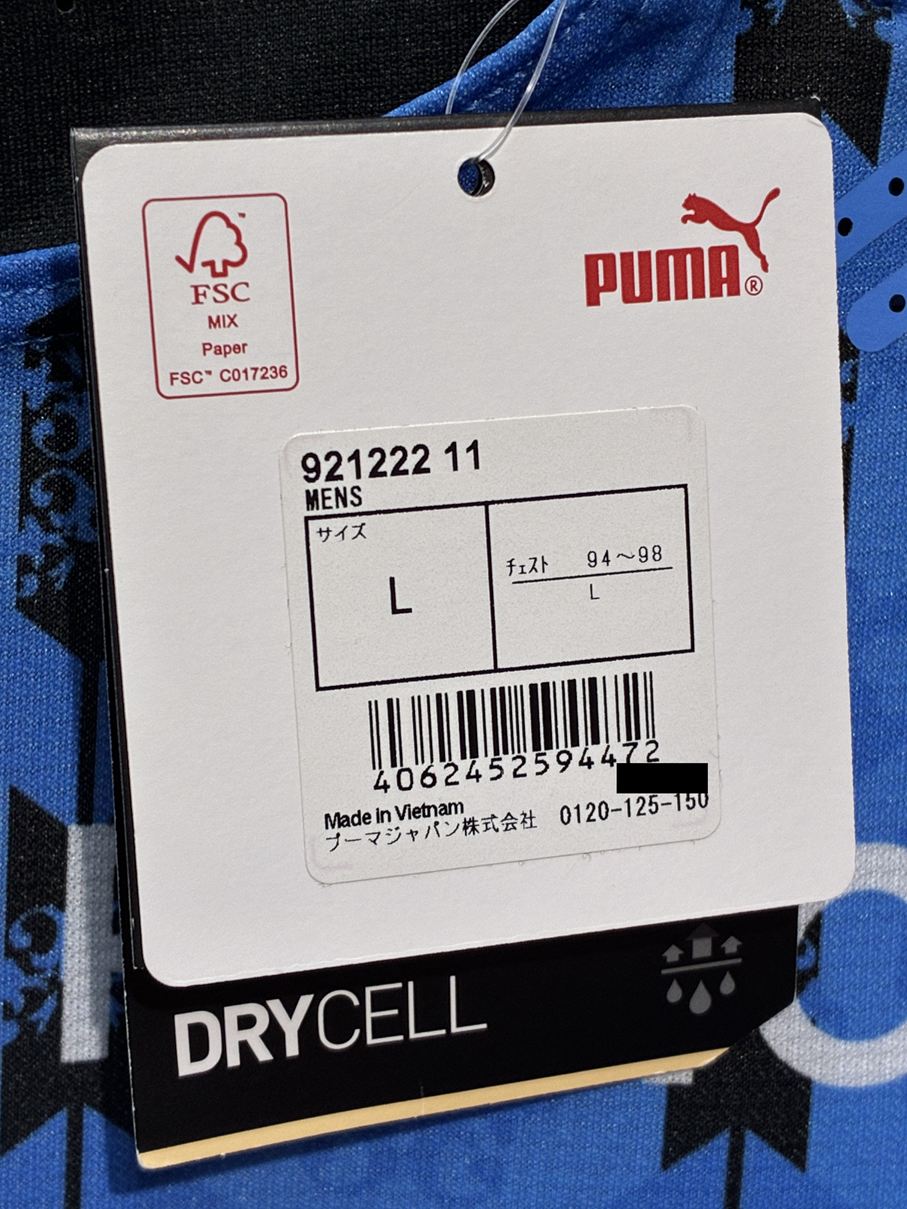 FSC
MIX
Paper
FSC™ C017236
PUMA®
921222 11
MENS
サイズ
L
チェスト 94～98
L
4062452594472
Made in Vietnam
プーマジャパン株式会社 0120-125-150
DRYCELL